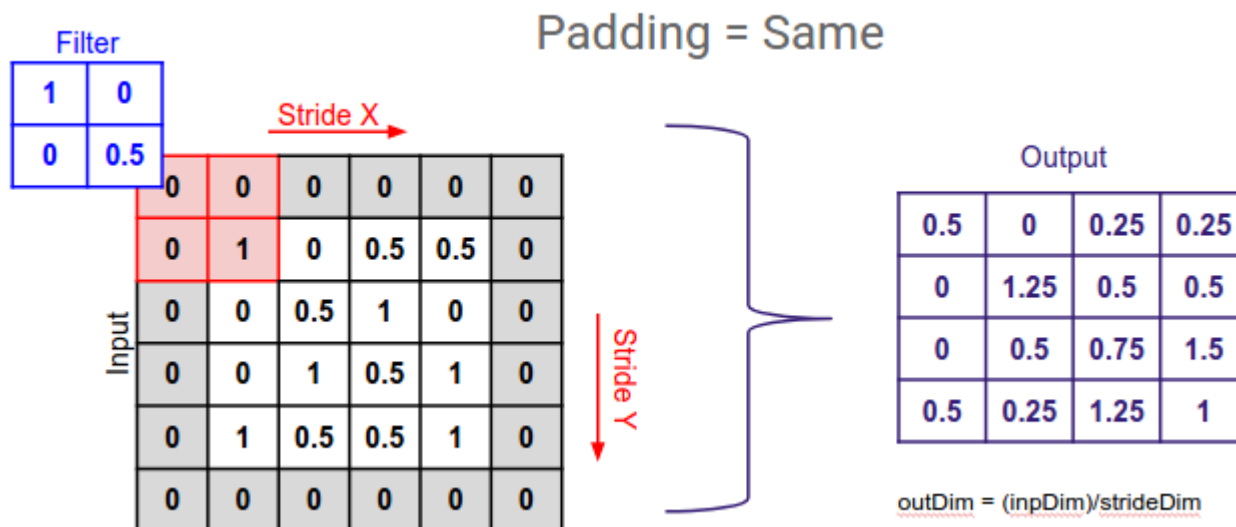 Padding = Same
Filter
1 0
0 0.5
Stride X
Input
0 0 0 0 0 0
0 1 0 0.5 0.5 0
0 0 0.5 1 0 0
0 0 1 0.5 1 0
0 1 0.5 0.5 1 0
0 0 0 0 0 0
Stride Y
Output
0.5 0 0.25 0.25
0 1.25 0.5 0.5
0 0.5 0.75 1.5
0.5 0.25 1.25 1
outDim = (inpDim)/strideDim